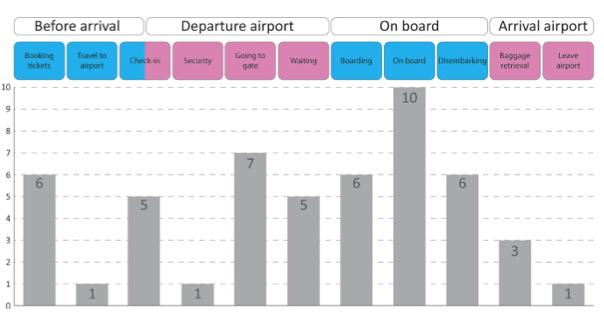 Before arrival
Departure airport
On board
Arrival airport
Booking
tickets
Travel to
airport
Check-in
Security
Going to
gate
Waiting
Boarding
On board
Disembarking
Baggage
retrieval
Leave
airport
10
9
8
7
6
5
4
3
2
1
0
6
1
5
1
7
5
6
10
6
3
1